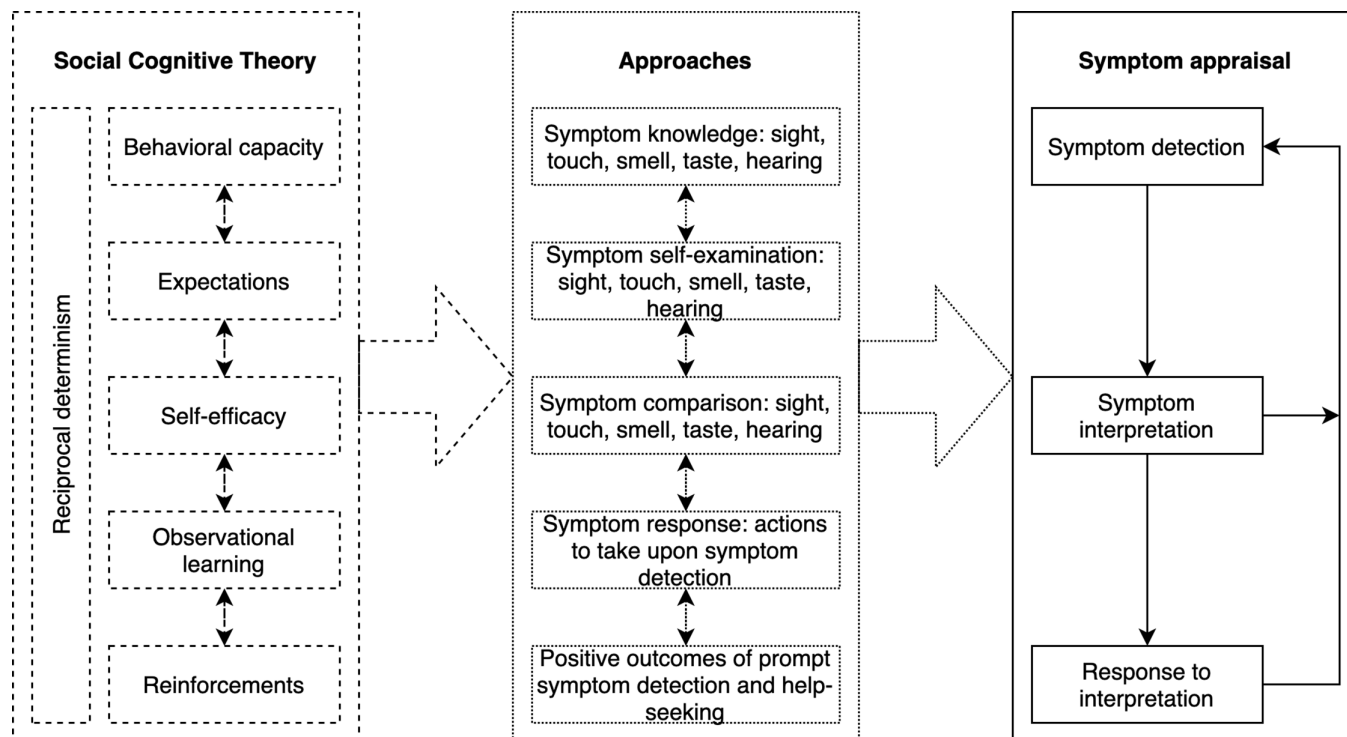 Social Cognitive Theory
Reciprocal determinism
Behavioral capacity
Expectations
Self-efficacy
Observational
learning
Reinforcements
Approaches
Symptom knowledge: sight,
touch, smell, taste, hearing
Symptom self-examination:
sight, touch, smell, taste,
hearing
Symptom comparison: sight,
touch, smell, taste, hearing
Symptom response: actions
to take upon symptom
detection
Positive outcomes of prompt
symptom detection and help-
seeking
Symptom appraisal
Symptom detection
Symptom
interpretation
Response to
interpretation